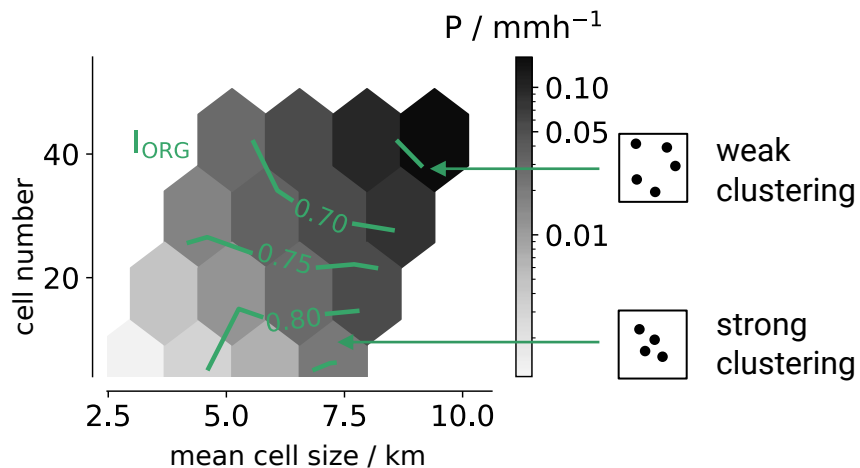 P / mmh⁻¹
I_ORG
cell number
40
20
0.70
0.75
0.80
0.10
0.05
0.01
weak
clustering
strong
clustering
2.5
5.0
7.5
10.0
mean cell size / km